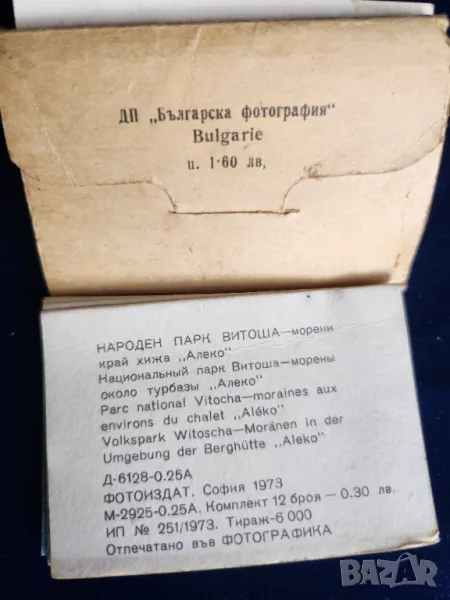 ДП „Българска фотография"
Bulgarie
ц. 1·60 лв,
НАРОДЕН ПАРК ВИТОША—морени
край хижа „Алеко"
Национальный парк Витоша—морены
около турбазы „Алеко"
Parc national Vitocha—moraines aux
environs du chalet „Aléko"
Volkspark Witoscha—Moränen in der
Umgebung der Berghütte „Aleko"
Д-6128-0.25А
ФОТОИЗДАТ, София 1973
М-2925-0.25А. Комплект 12 броя—0.30 лв.
ИП № 251/1973. Тираж-6 000
Отпечатано във ФОТОГРАФИКА
BAZAR